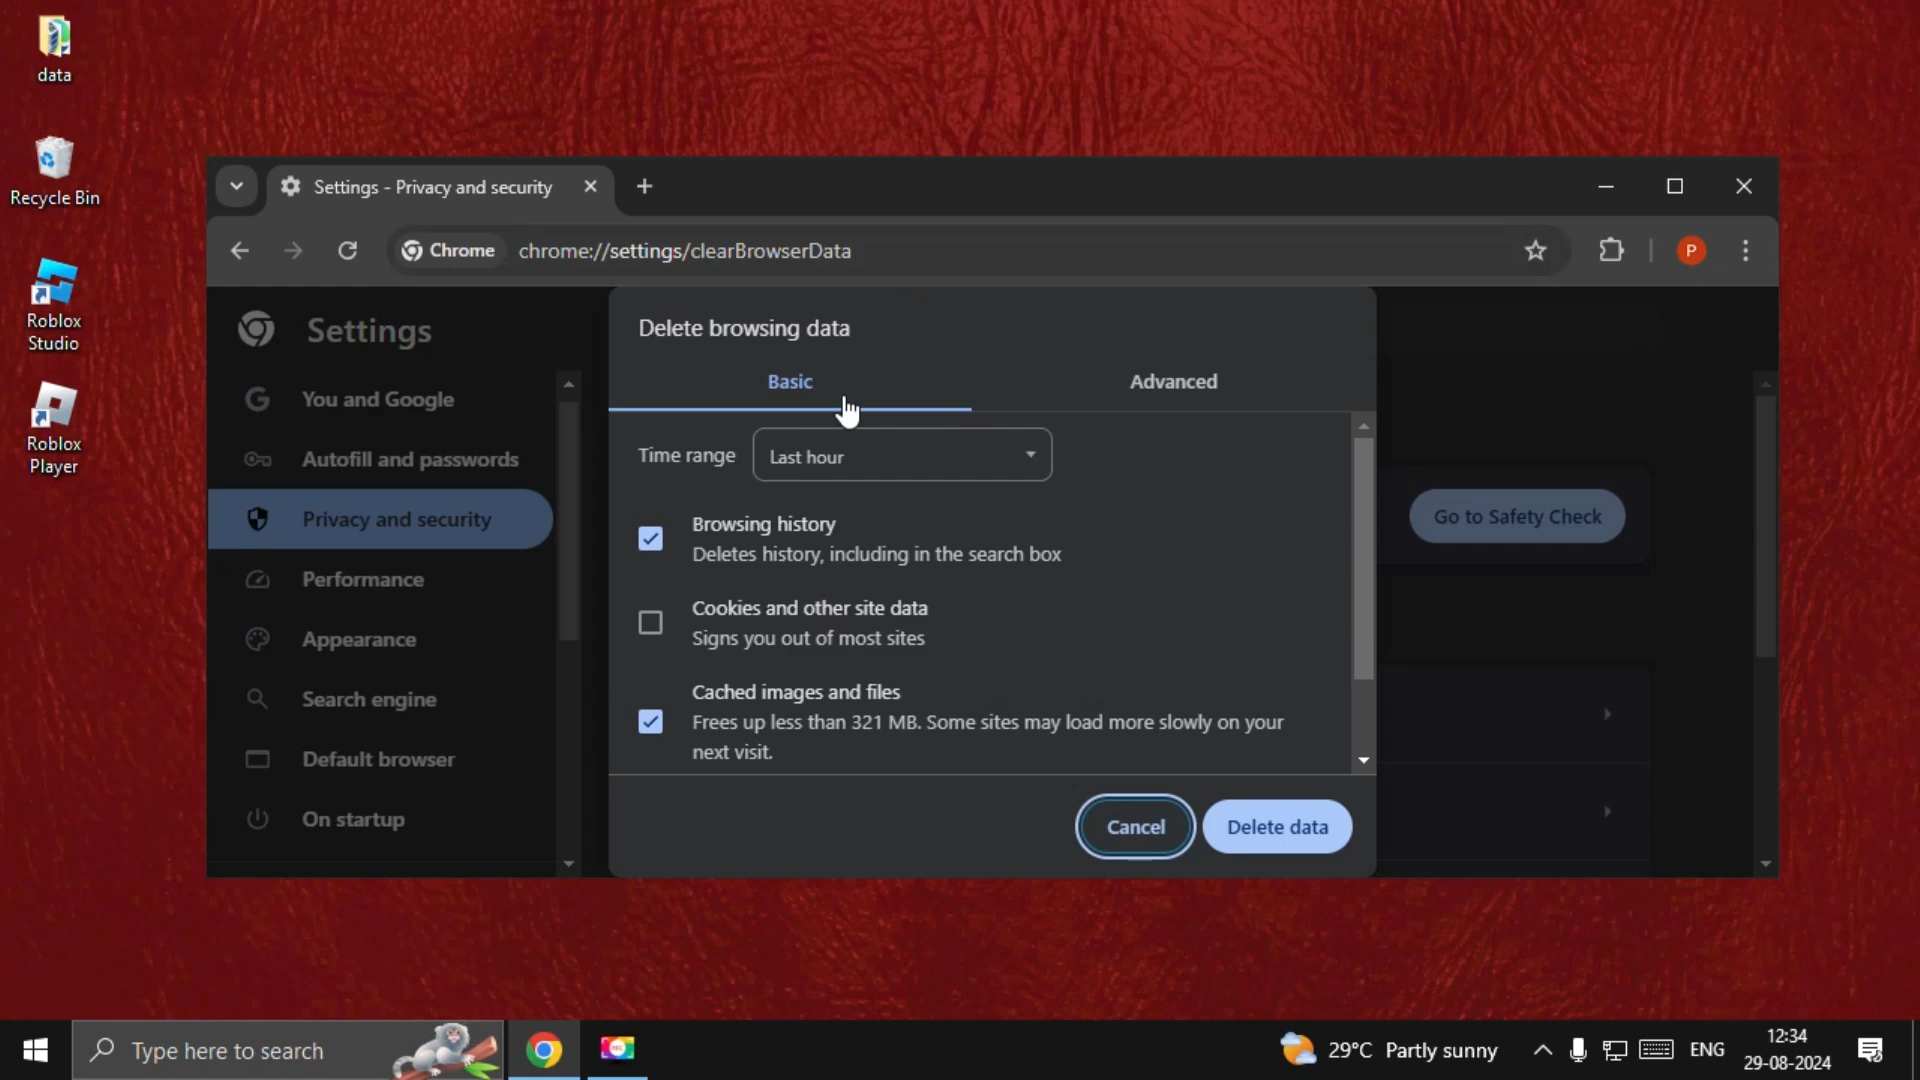 data
Recycle Bin
Roblox
Studio
Roblox
Player
Settings - Privacy and security
Chrome
chrome://settings/clearBrowserData
P
Settings
You and Google
Autofill and passwords
Privacy and security
Performance
Appearance
Search engine
Default browser
On startup
Delete browsing data
Basic
Advanced
Time range
Last hour
Browsing history
Deletes history, including in the search box
Cookies and other site data
Signs you out of most sites
Cached images and files
Frees up less than 321 MB. Some sites may load more slowly on your
next visit.
Cancel
Delete data
Go to Safety Check
Type here to search
29°C Partly sunny
ENG
12:34
29-08-2024